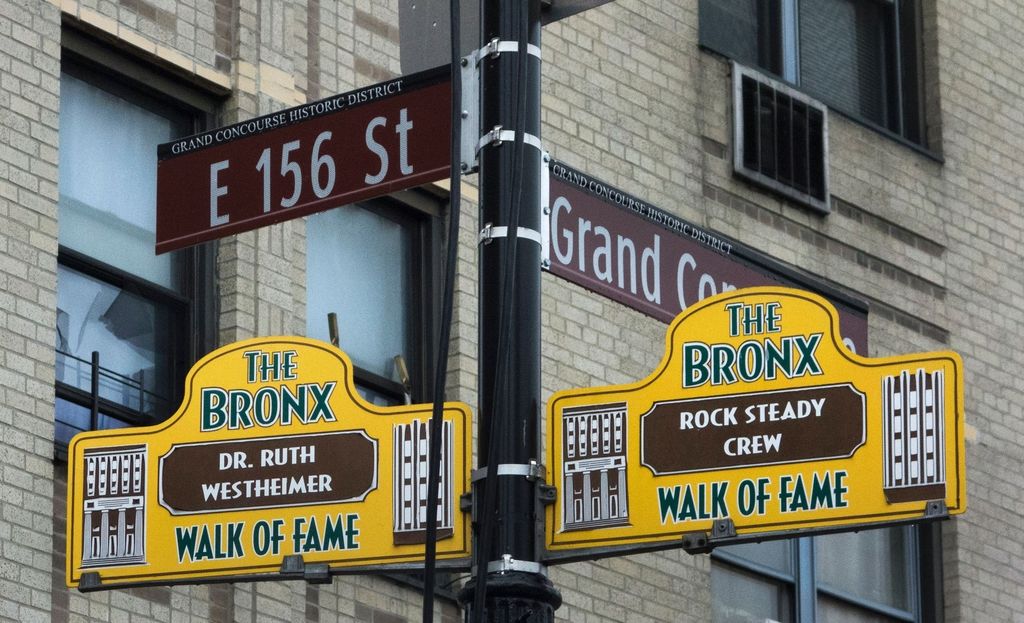 GRAND CONCOURSE HISTORIC DISTRICT
E 156 St
GRAND CONCOURSE HISTORIC DISTRICT
Grand
THE
BRONX
DR. RUTH
WESTHEIMER
WALK OF FAME
THE
BRONX
ROCK STEADY
CREW
WALK OF FAME